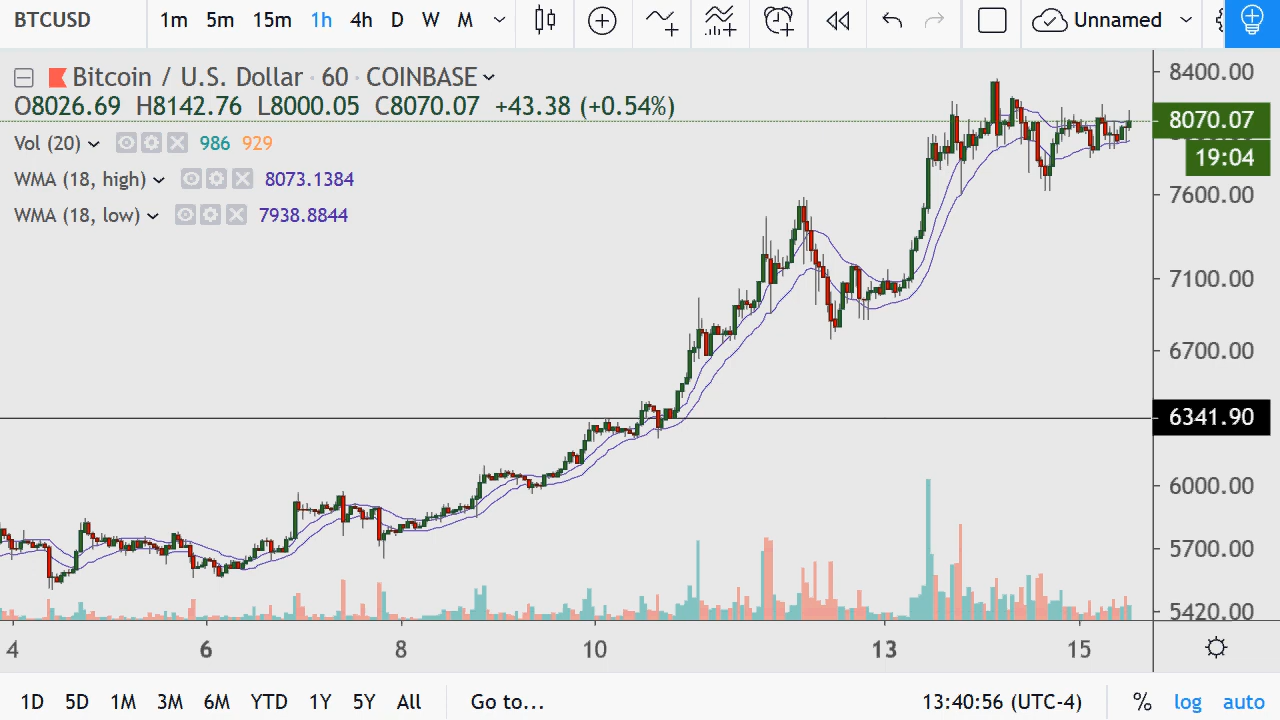 BTCUSD 1m 5m 15m 1h 4h D W M Unnamed
Bitcoin / U.S. Dollar · 60 · COINBASE
O8026.69 H8142.76 L8000.05 C8070.07 +43.38 (+0.54%)
Vol (20) 986 929
WMA (18, high) 8073.1384
WMA (18, low) 7938.8844
8400.00
8070.07
19:04
7600.00
7100.00
6700.00
6341.90
6000.00
5700.00
5420.00
4 6 8 10 13 15
1D 5D 1M 3M 6M YTD 1Y 5Y All Go to... 13:40:56 (UTC-4) % log auto